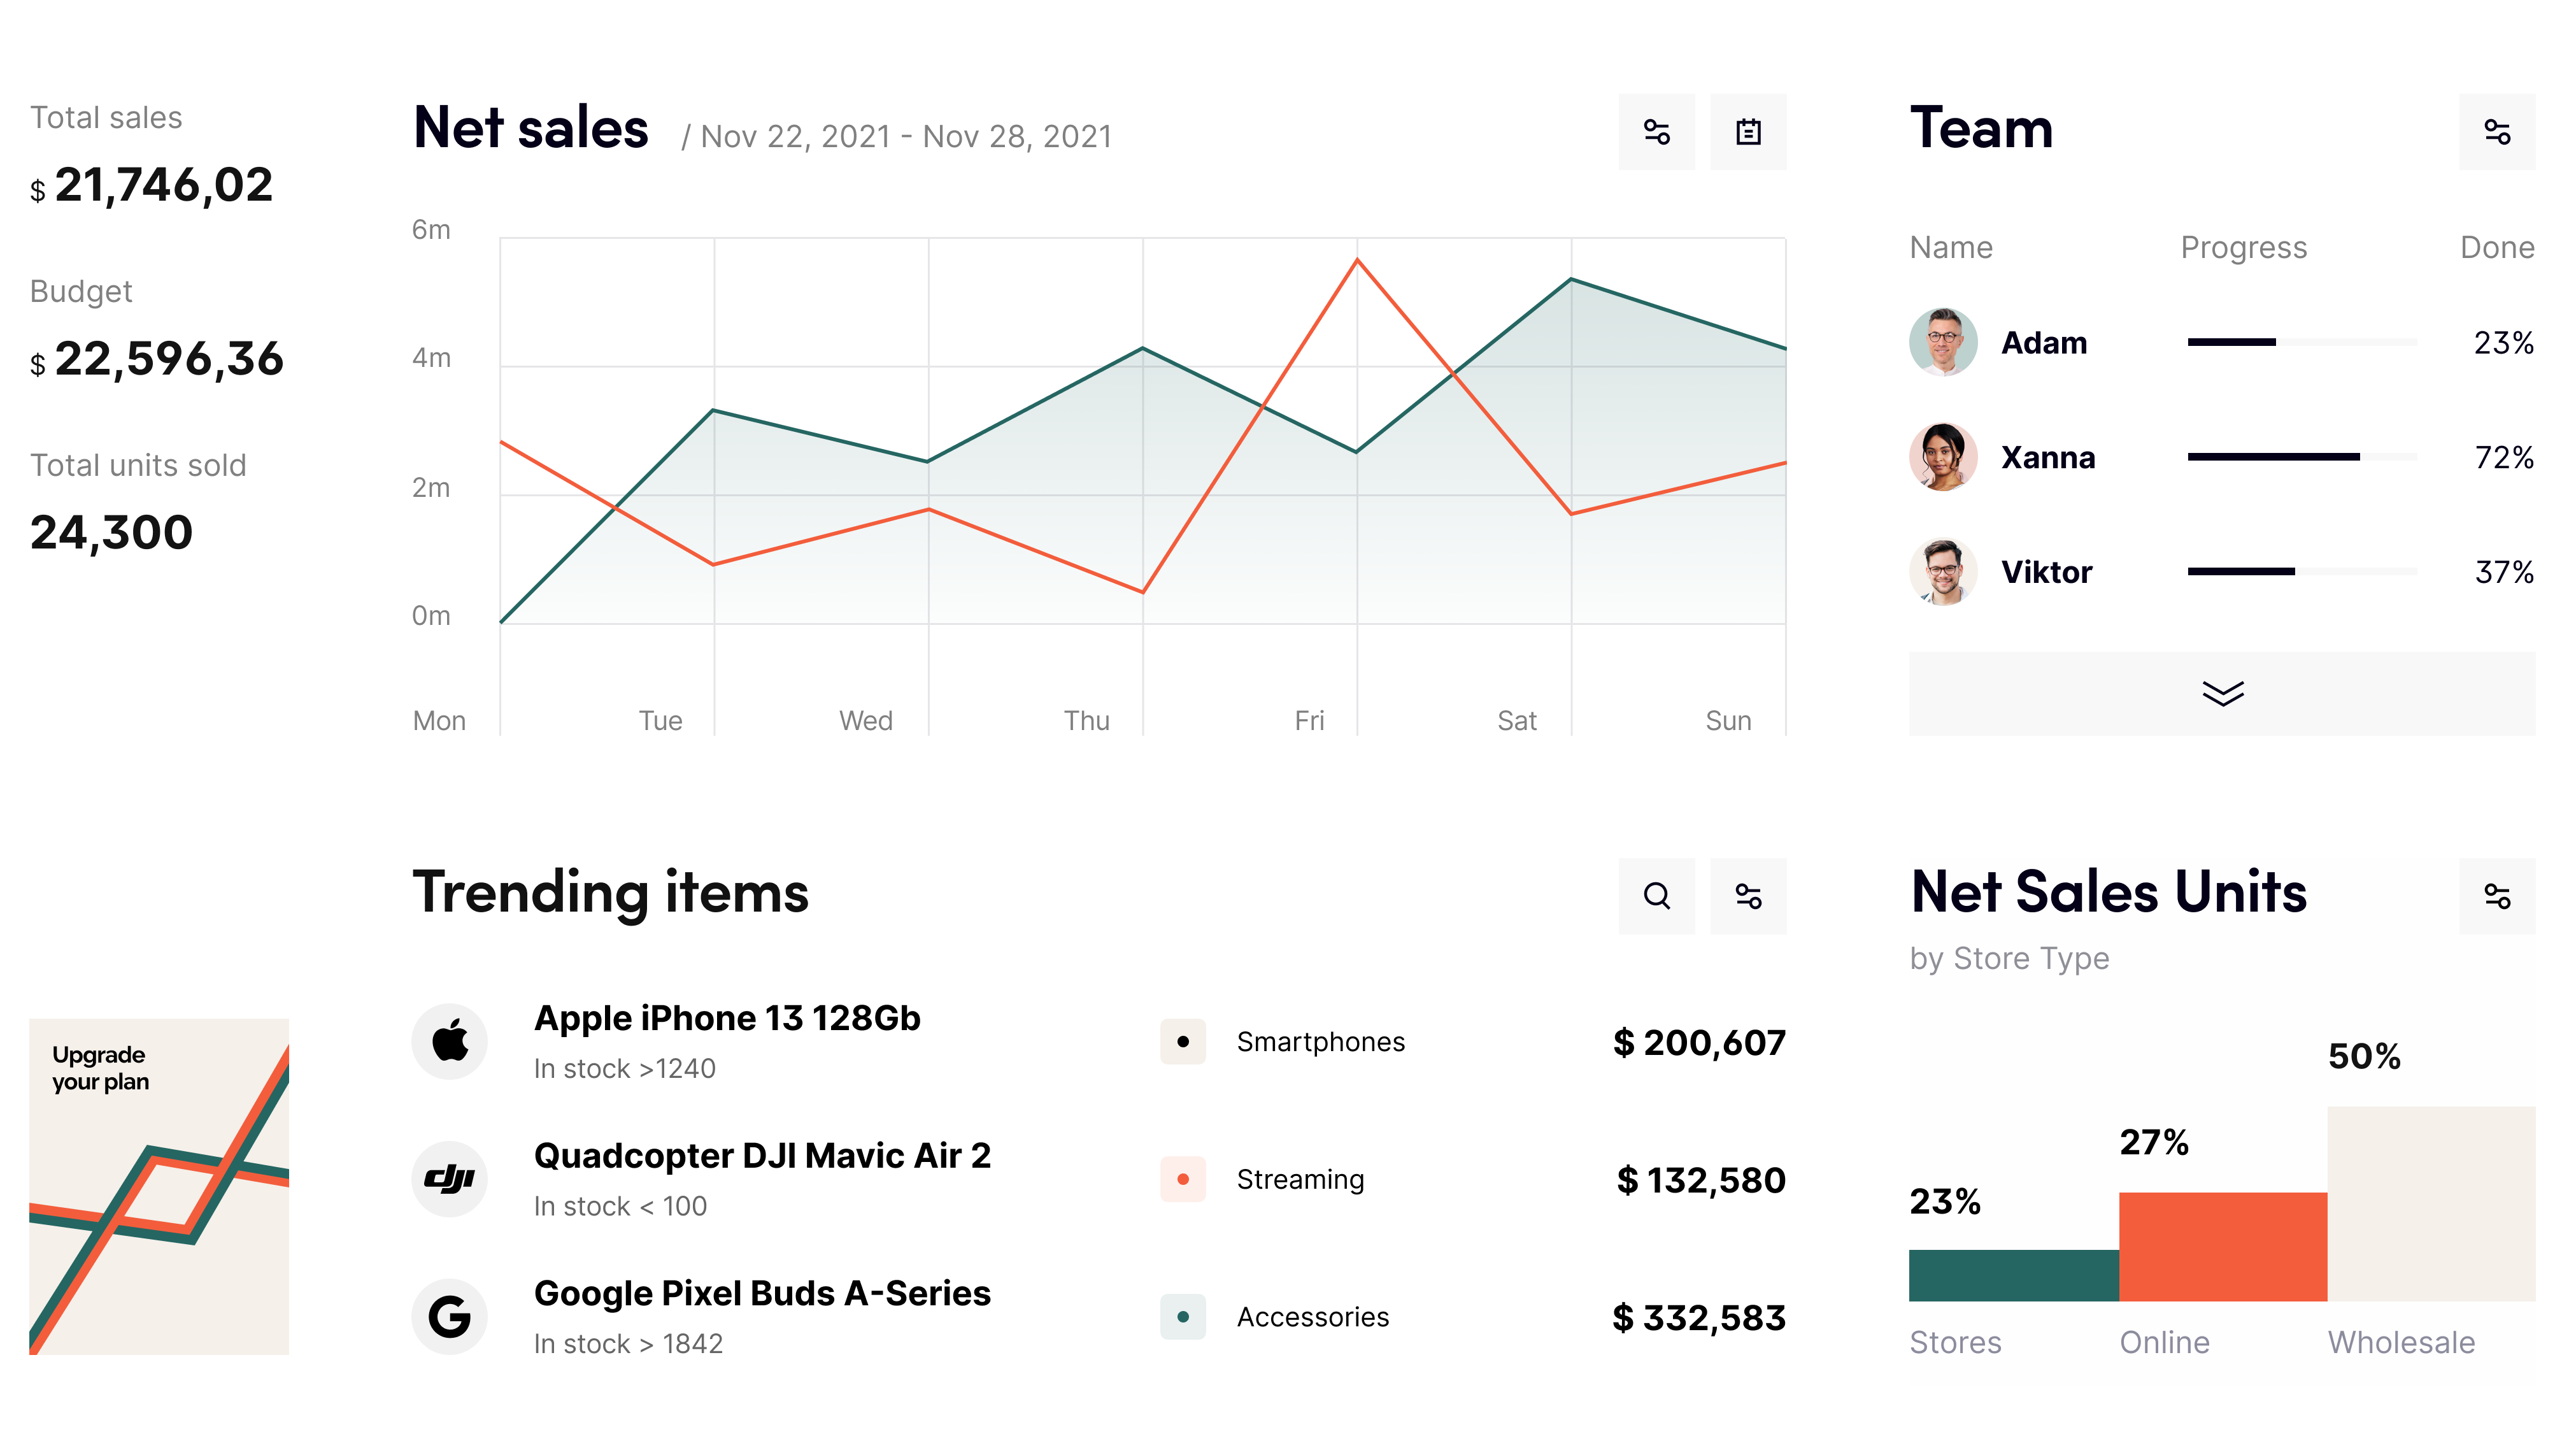 Total sales
$ 21,746,02
Budget
$ 22,596,36
Total units sold
24,300
Upgrade
your plan
Net sales / Nov 22, 2021 - Nov 28, 2021
6m
4m
2m
0m
Mon Tue Wed Thu Fri Sat Sun
Team
Name Progress Done
Adam 23%
Xanna 72%
Viktor 37%
Trending items
Apple iPhone 13 128Gb
In stock >1240
Smartphones
$ 200,607
dji
Quadcopter DJI Mavic Air 2
In stock < 100
Streaming
$ 132,580
G
Google Pixel Buds A-Series
In stock > 1842
Accessories
$ 332,583
Net Sales Units
by Store Type
23%
27%
50%
Stores Online Wholesale